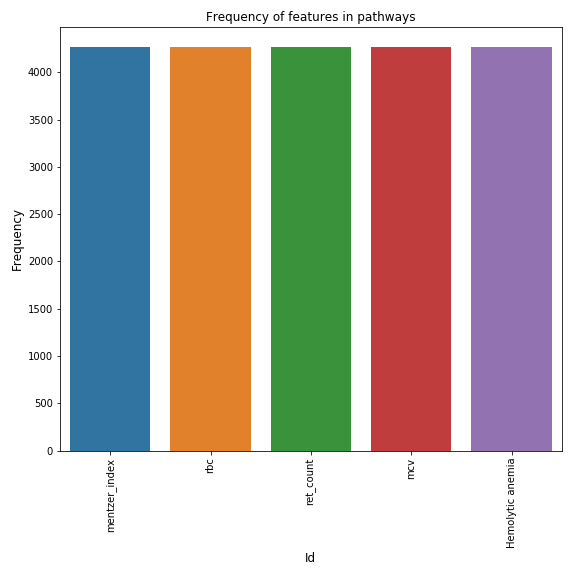 Frequency of features in pathways
Frequency
4000
3500
3000
2500
2000
1500
1000
500
0
mentzer_index
rbc
ret_count
mcv
Hemolytic anemia
Id